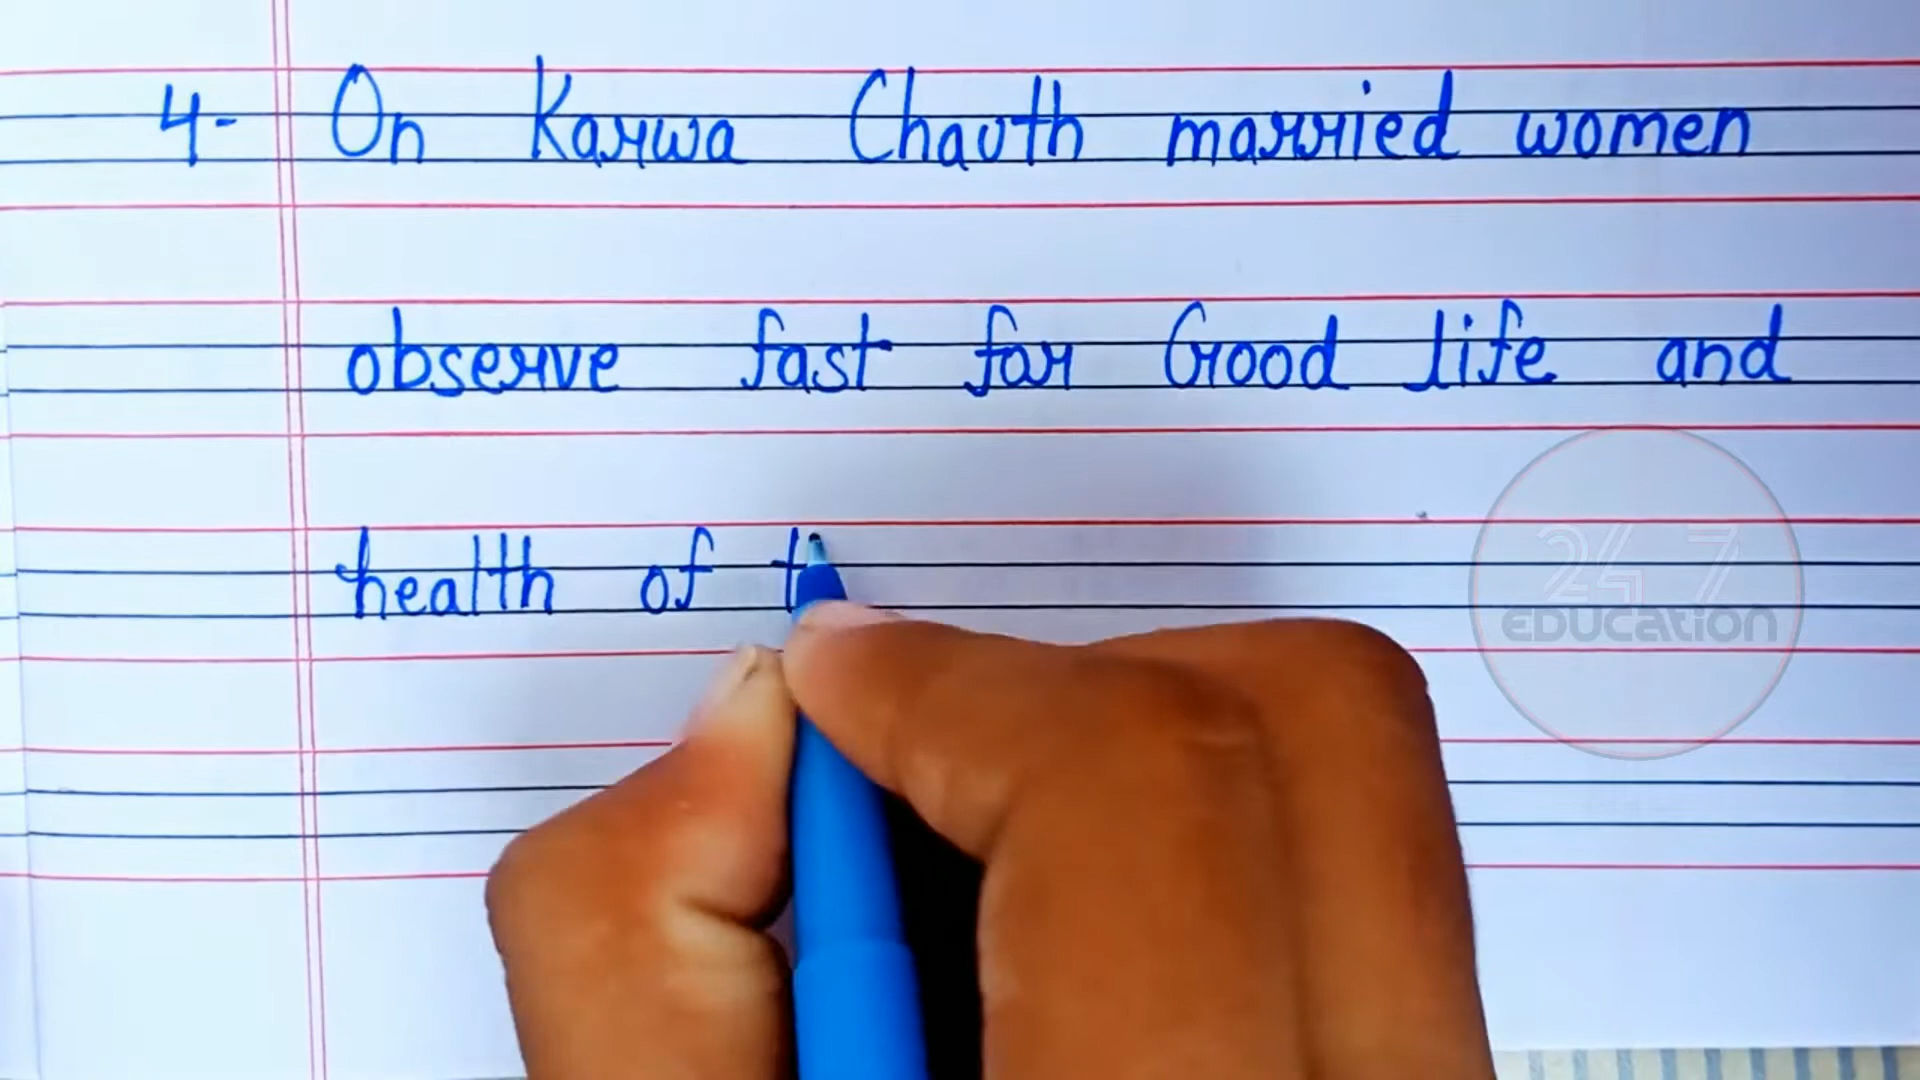 4- On Karwa Chauth married women
observe fast for Good life and
health of t
24 7
EDUCATION